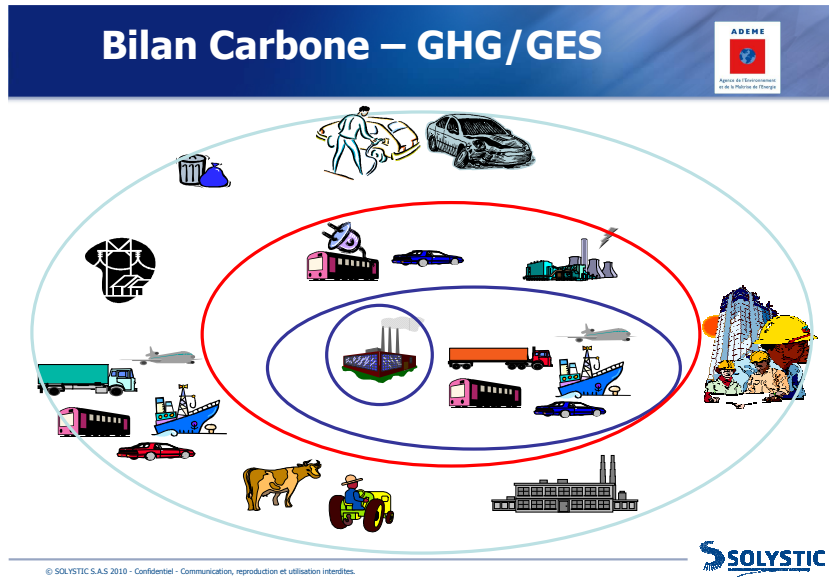 Bilan Carbone – GHG/GES
ADEME
Agence de l'Environnement
et de la Maîtrise de l'Energie
SOLYSTIC
© SOLYSTIC S.A.S 2010 - Confidentiel - Communication, reproduction et utilisation interdites.